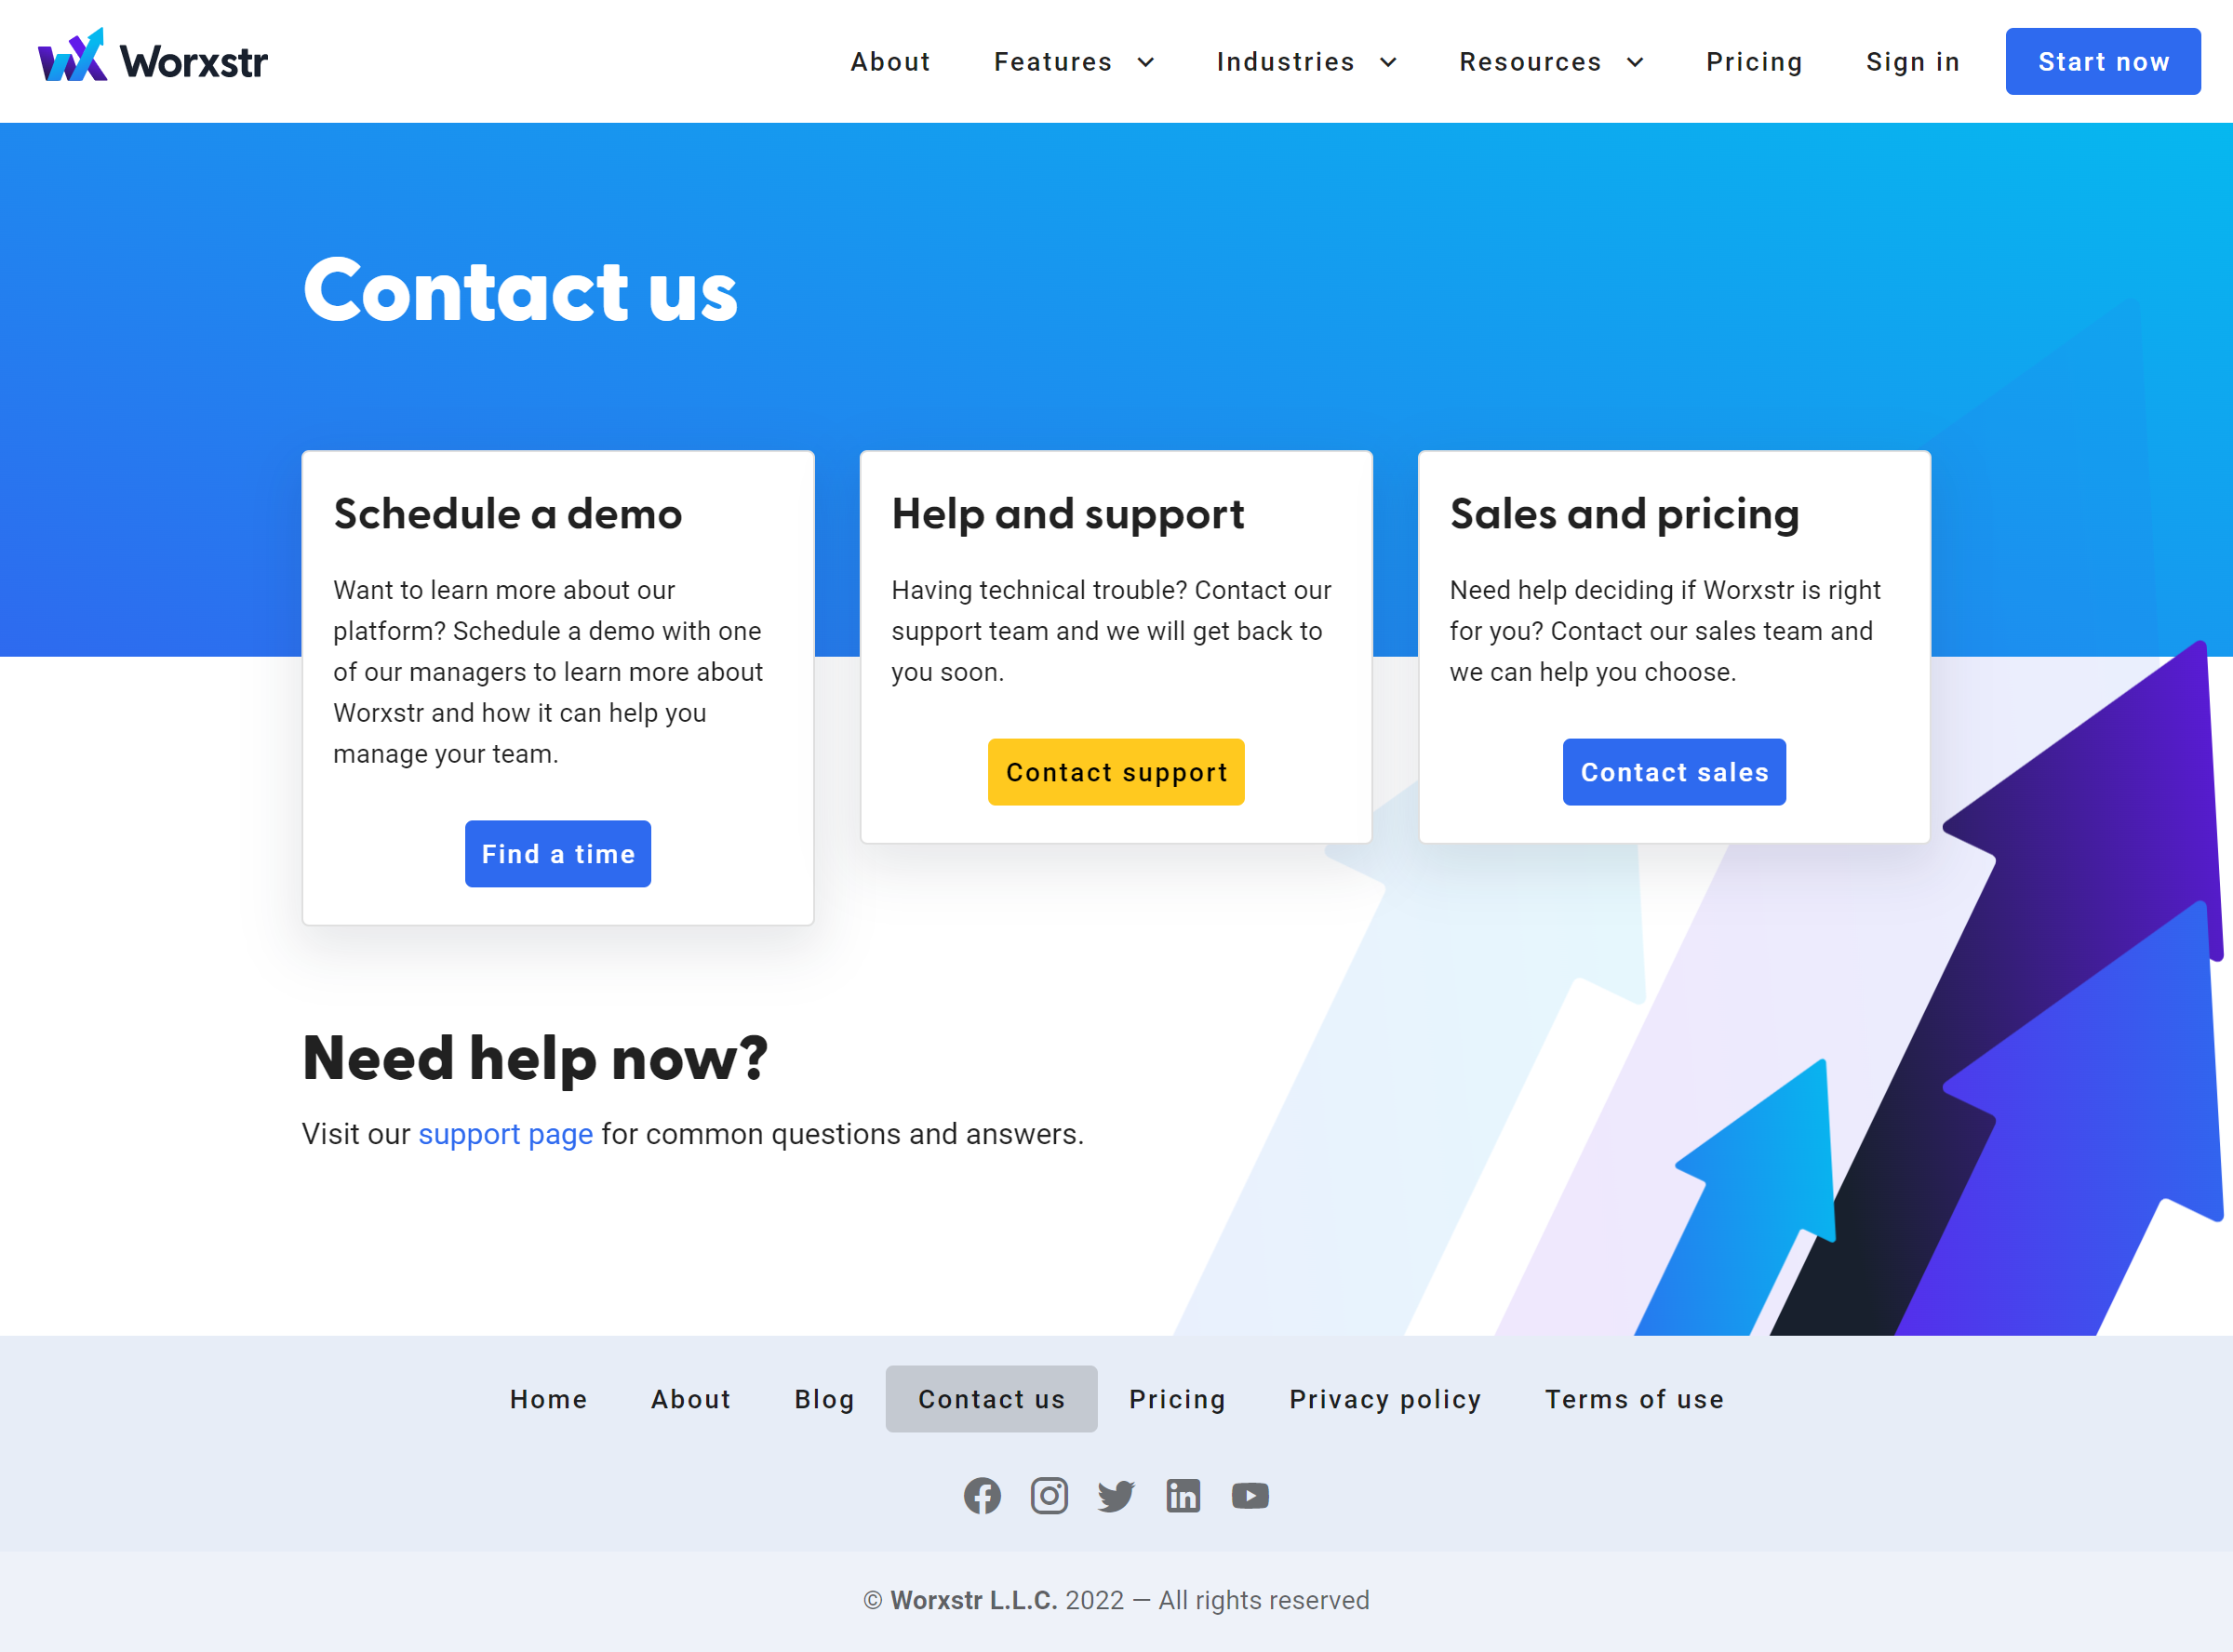 Worxstr
About Features Industries Resources Pricing Sign in Start now
Contact us
Schedule a demo
Want to learn more about our
platform? Schedule a demo with one
of our managers to learn more about
Worxstr and how it can help you
manage your team.
Find a time
Help and support
Having technical trouble? Contact our
support team and we will get back to
you soon.
Contact support
Sales and pricing
Need help deciding if Worxstr is right
for you? Contact our sales team and
we can help you choose.
Contact sales
Need help now?
Visit our support page for common questions and answers.
Home About Blog Contact us Pricing Privacy policy Terms of use
© Worxstr L.L.C. 2022 — All rights reserved